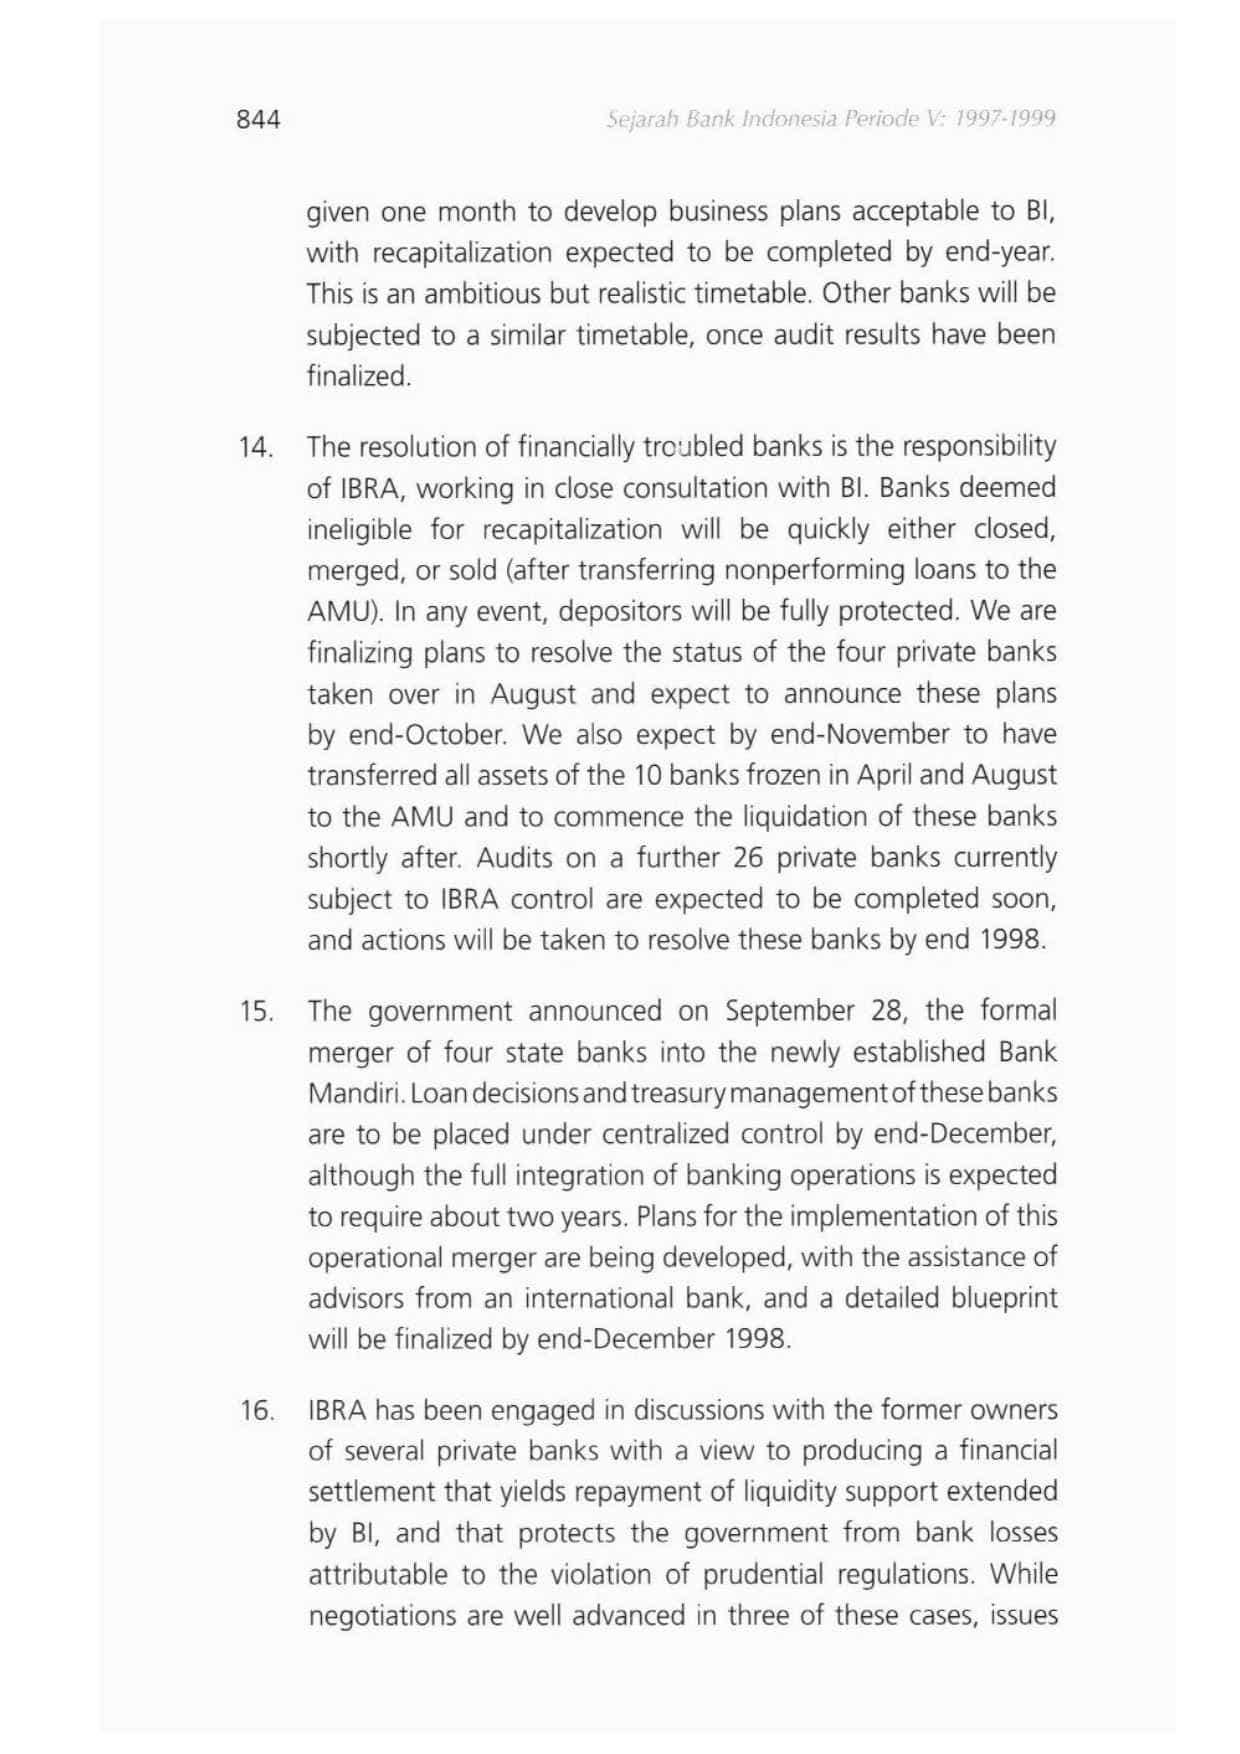 844
Sejarah Bank Indonesia Periode V: 1997-1999
given one month to develop business plans acceptable to BI,
with recapitalization expected to be completed by end-year.
This is an ambitious but realistic timetable. Other banks will be
subjected to a similar timetable, once audit results have been
finalized.
14. The resolution of financially troubled banks is the responsibility
of IBRA, working in close consultation with BI. Banks deemed
ineligible for recapitalization will be quickly either closed,
merged, or sold (after transferring nonperforming loans to the
AMU). In any event, depositors will be fully protected. We are
finalizing plans to resolve the status of the four private banks
taken over in August and expect to announce these plans
by end-October. We also expect by end-November to have
transferred all assets of the 10 banks frozen in April and August
to the AMU and to commence the liquidation of these banks
shortly after. Audits on a further 26 private banks currently
subject to IBRA control are expected to be completed soon,
and actions will be taken to resolve these banks by end 1998.
15. The government announced on September 28, the formal
merger of four state banks into the newly established Bank
Mandiri. Loan decisions and treasury management of these banks
are to be placed under centralized control by end-December,
although the full integration of banking operations is expected
to require about two years. Plans for the implementation of this
operational merger are being developed, with the assistance of
advisors from an international bank, and a detailed blueprint
will be finalized by end-December 1998.
16. IBRA has been engaged in discussions with the former owners
of several private banks with a view to producing a financial
settlement that yields repayment of liquidity support extended
by BI, and that protects the government from bank losses
attributable to the violation of prudential regulations. While
negotiations are well advanced in three of these cases, issues